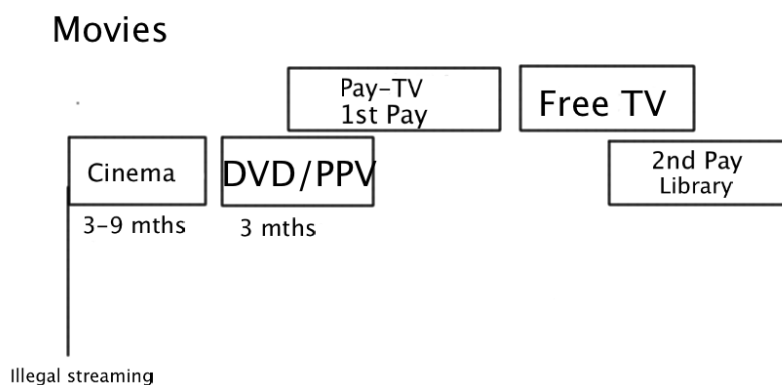 Movies
Pay-TV
1st Pay
Free TV
Cinema
DVD/PPV
2nd Pay
Library
3-9 mths
3 mths
Illegal streaming